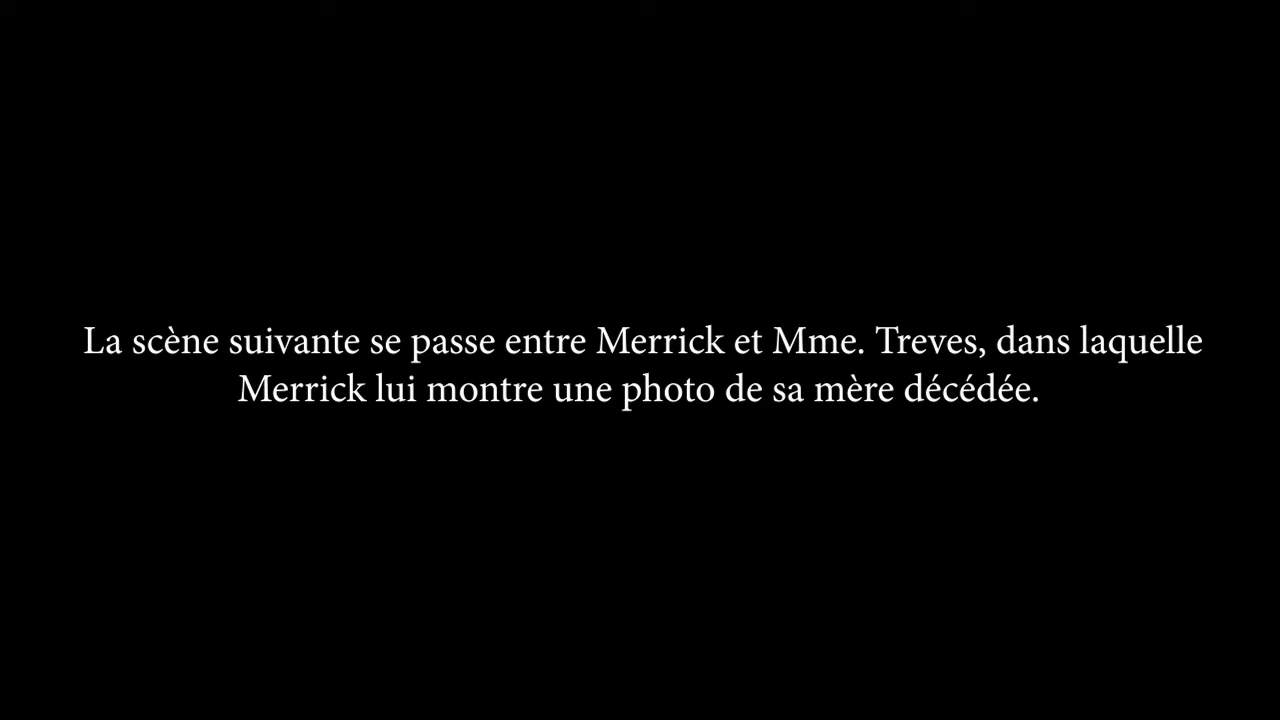 La scène suivante se passe entre Merrick et Mme. Treves, dans laquelle
Merrick lui montre une photo de sa mère décédée.